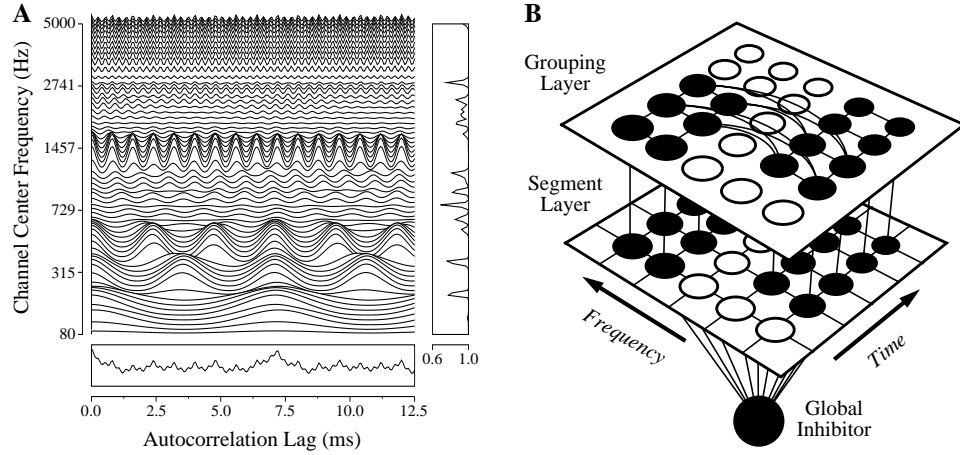 A
Channel Center Frequency (Hz)
5000
2741
1457
729
315
80
0.6 1.0
0.0 2.5 5.0 7.5 10.0 12.5
Autocorrelation Lag (ms)
B
Grouping
Layer
Segment
Layer
Frequency
Time
Global
Inhibitor